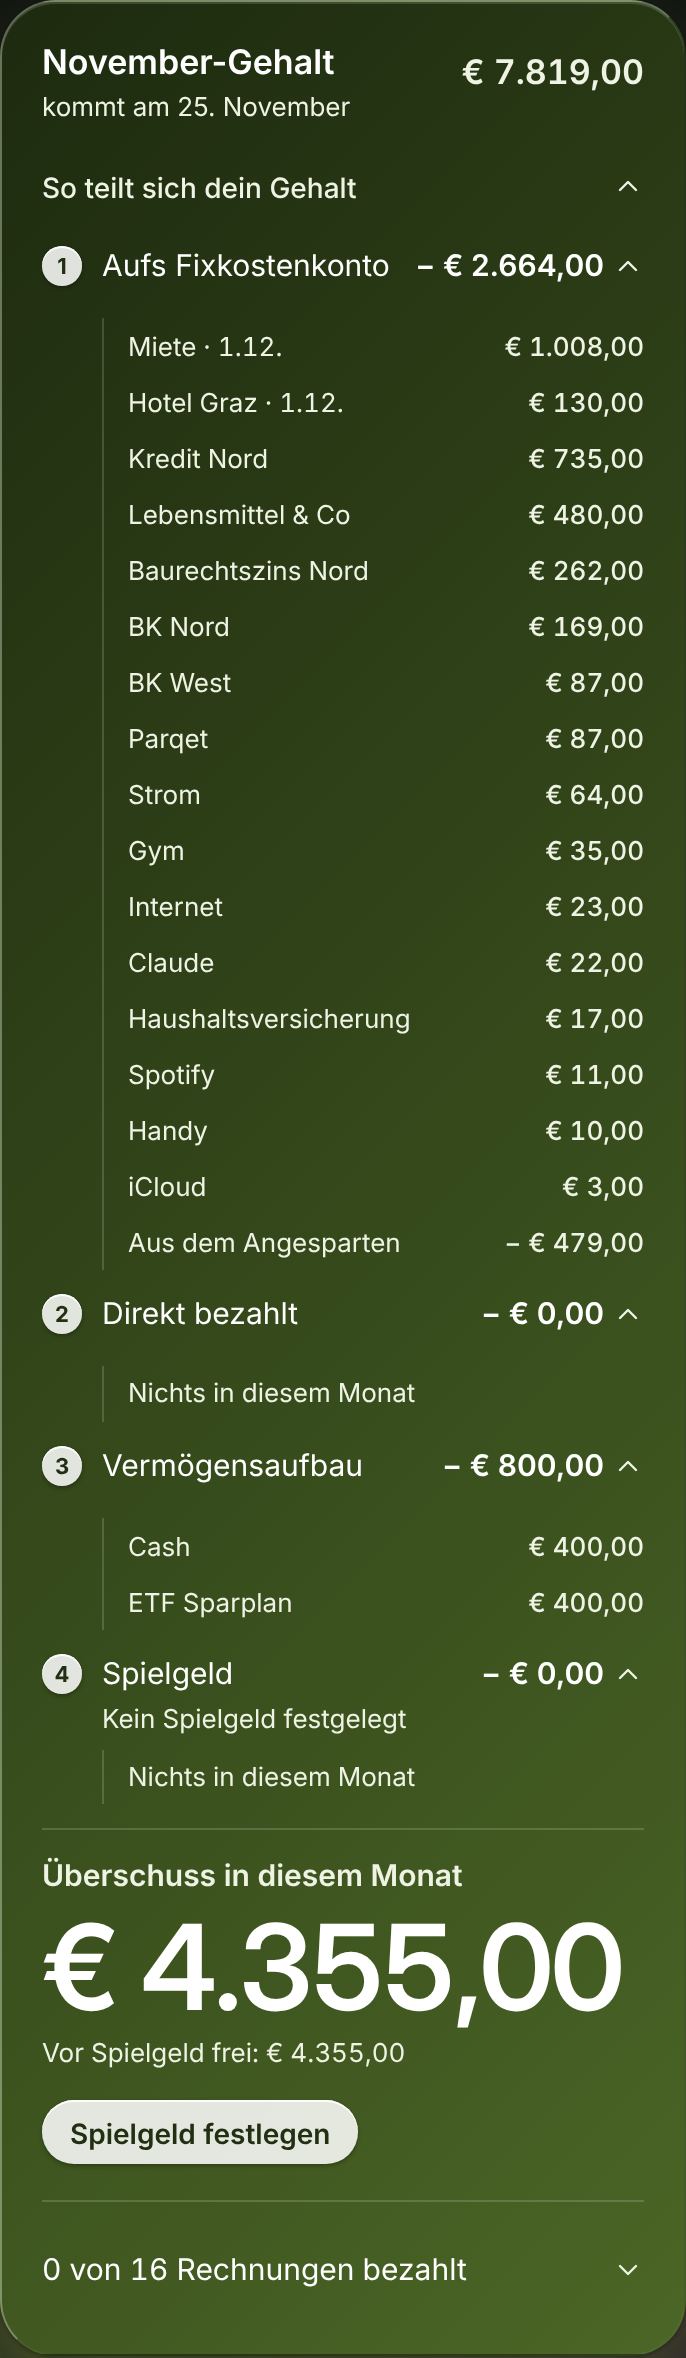 November-Gehalt
€ 7.819,00
kommt am 25. November
So teilt sich dein Gehalt
1 Aufs Fixkostenkonto – € 2.664,00
Miete · 1.12. € 1.008,00
Hotel Graz · 1.12. € 130,00
Kredit Nord € 735,00
Lebensmittel & Co € 480,00
Baurechtszins Nord € 262,00
BK Nord € 169,00
BK West € 87,00
Parqet € 87,00
Strom € 64,00
Gym € 35,00
Internet € 23,00
Claude € 22,00
Haushaltsversicherung € 17,00
Spotify € 11,00
Handy € 10,00
iCloud € 3,00
Aus dem Angesparten – € 479,00
2 Direkt bezahlt – € 0,00
Nichts in diesem Monat
3 Vermögensaufbau – € 800,00
Cash € 400,00
ETF Sparplan € 400,00
4 Spielgeld – € 0,00
Kein Spielgeld festgelegt
Nichts in diesem Monat
Überschuss in diesem Monat
€ 4.355,00
Vor Spielgeld frei: € 4.355,00
Spielgeld festlegen
0 von 16 Rechnungen bezahlt